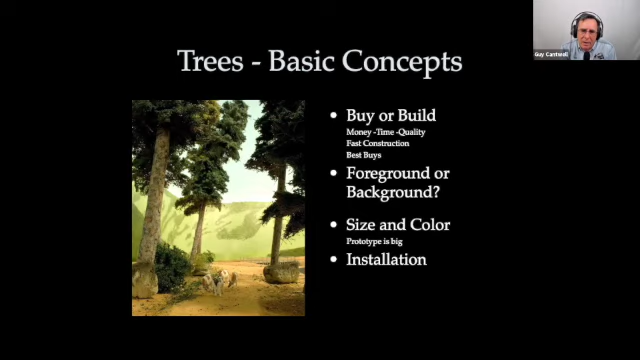 Guy Cantwell
Trees - Basic Concepts
• Buy or Build
Money -Time -Quality
Fast Construction
Best Buys
• Foreground or
Background?
• Size and Color
Prototype is big
• Installation